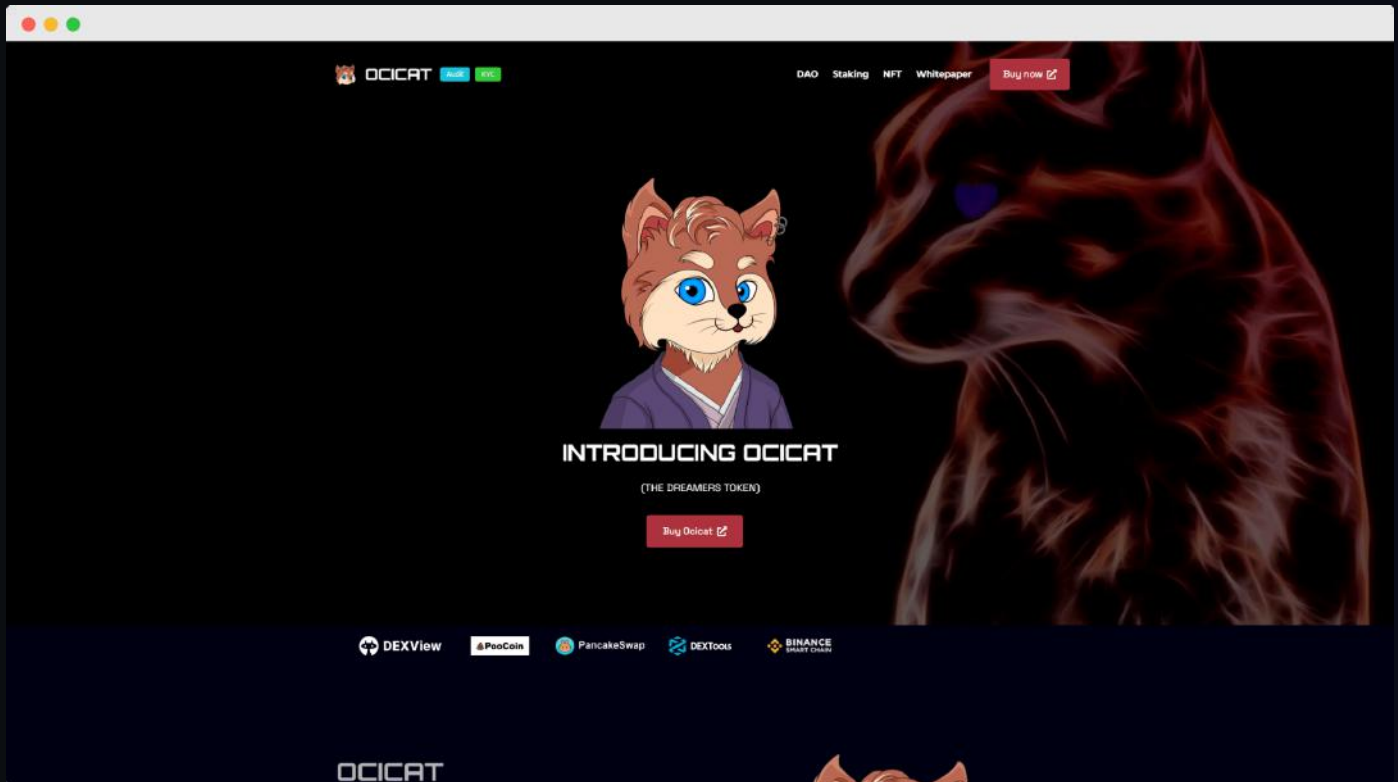 OCICAT Audit KYC
DAO Staking NFT Whitepaper Buy now
INTRODUCING OCICAT
(THE DREAMERS TOKEN)
Buy Ocicat
DEXView PooCoin PancakeSwap DEXTools BINANCE
SMART CHAIN
OCICAT